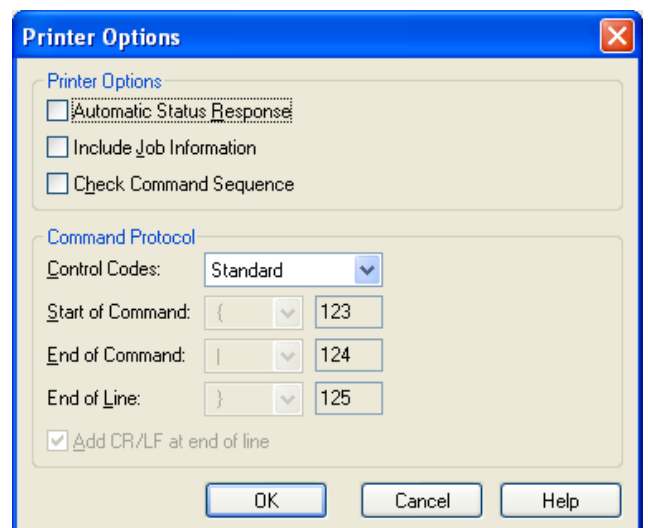 Printer Options
Printer Options
Automatic Status Response
Include Job Information
Check Command Sequence
Command Protocol
Control Codes: Standard
Start of Command: { 123
End of Command: | 124
End of Line: } 125
Add CR/LF at end of line
OK Cancel Help